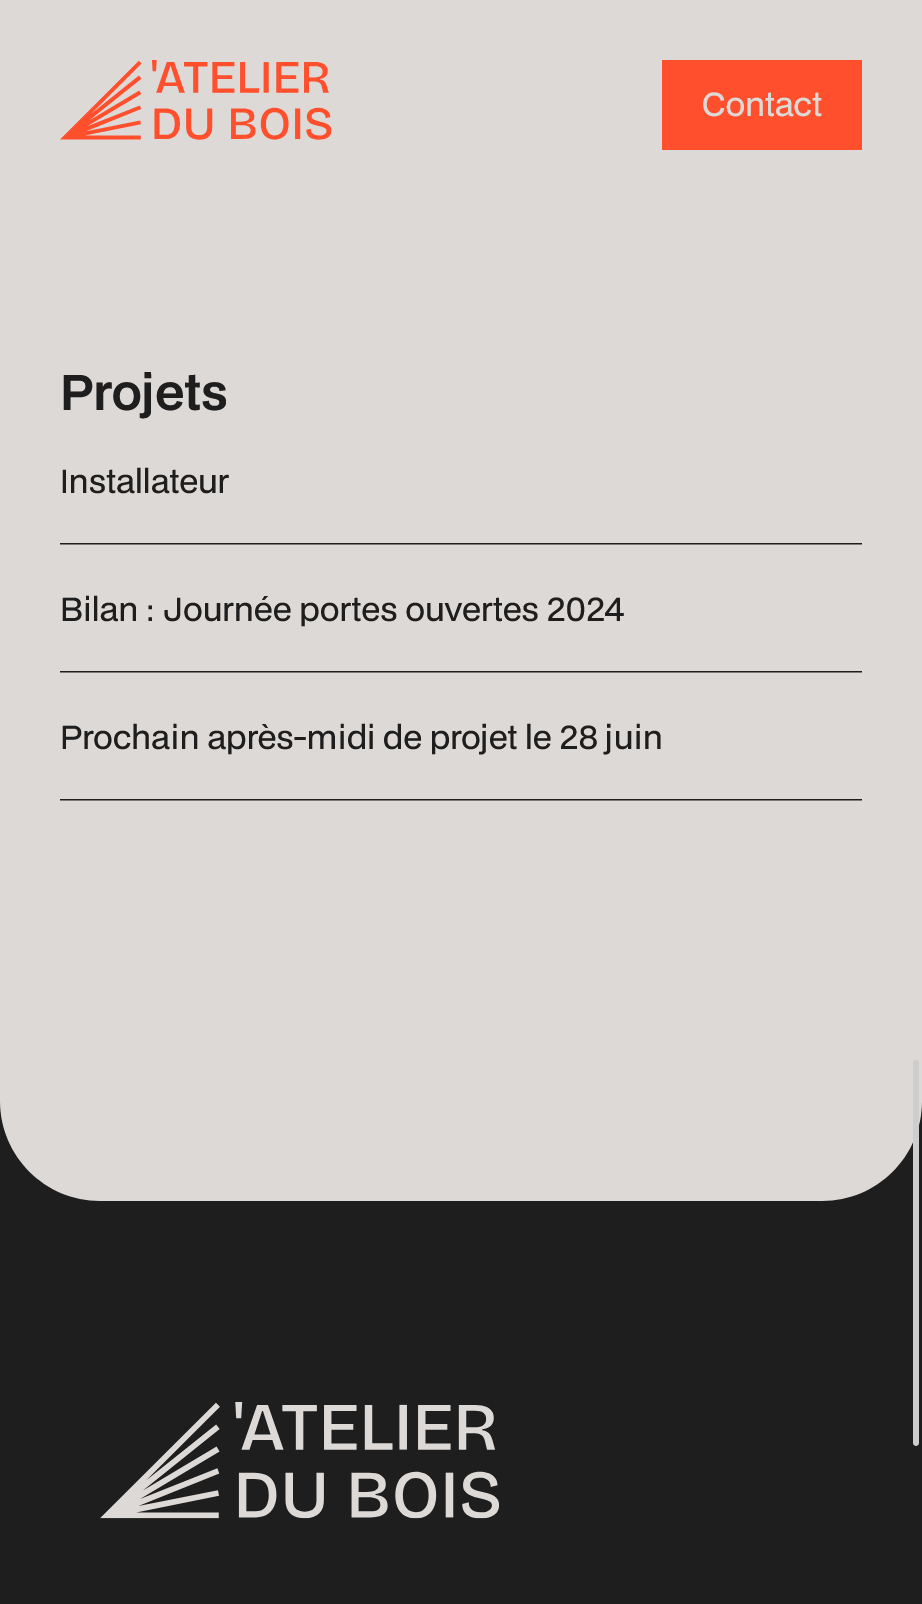 'ATELIER
DU BOIS
Contact
Projets
Installateur
Bilan : Journée portes ouvertes 2024
Prochain après-midi de projet le 28 juin
'ATELIER
DU BOIS